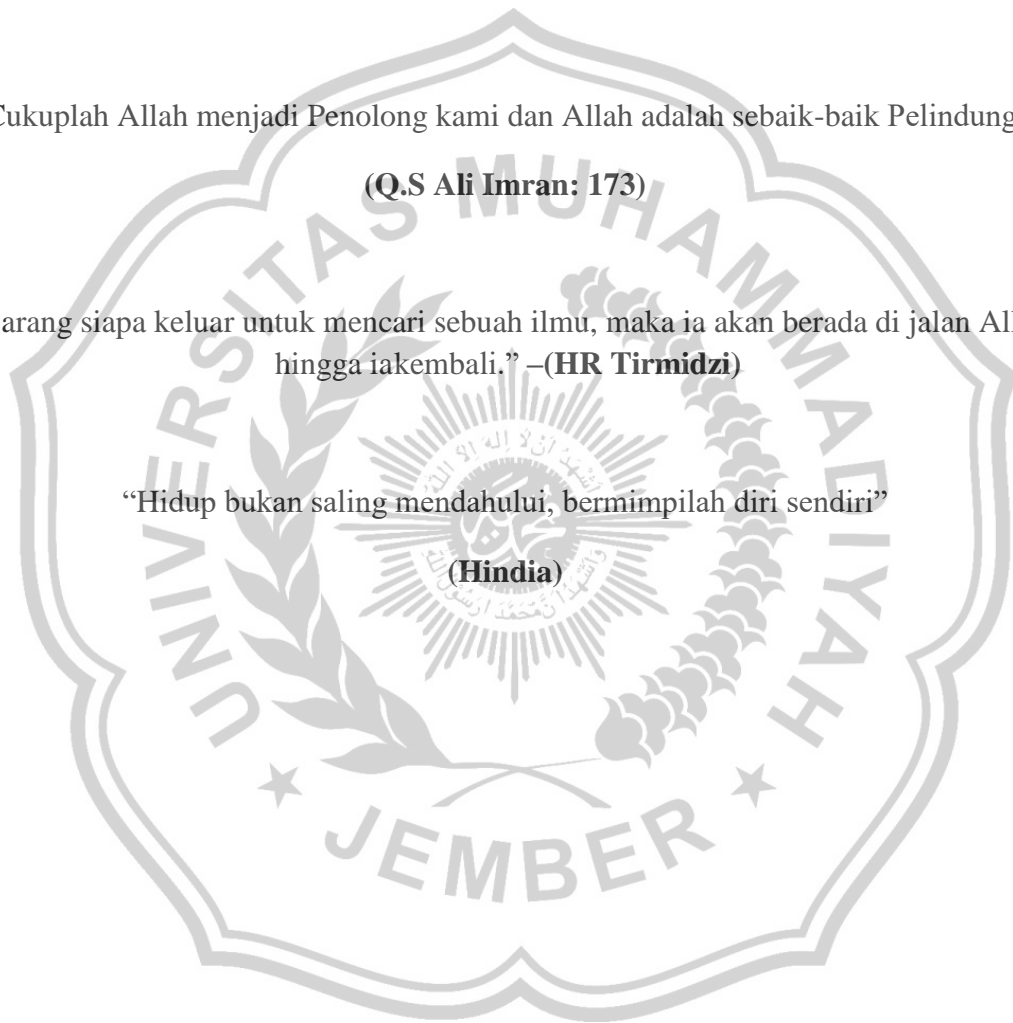 Cukuplah Allah menjadi Penolong kami dan Allah adalah sebaik-baik Pelindung
(Q.S Ali Imran: 173)
arang siapa keluar untuk mencari sebuah ilmu, maka ia akan berada di jalan All
hingga iakembali.” –(HR Tirmidzi)
“Hidup bukan saling mendahului, bermimpilah diri sendiri”
(Hindia)
UNIVERSITAS MUHAMMADIYAH
JEMBER